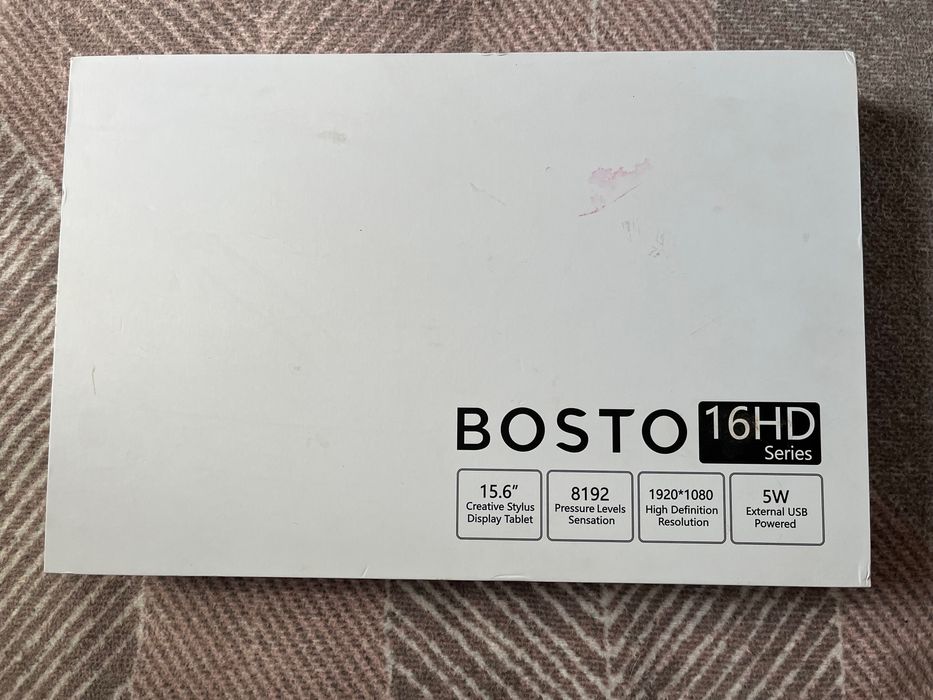 BOSTO 16HD
Series
15.6”
Creative Stylus
Display Tablet
8192
Pressure Levels
Sensation
1920*1080
High Definition
Resolution
5W
External USB
Powered